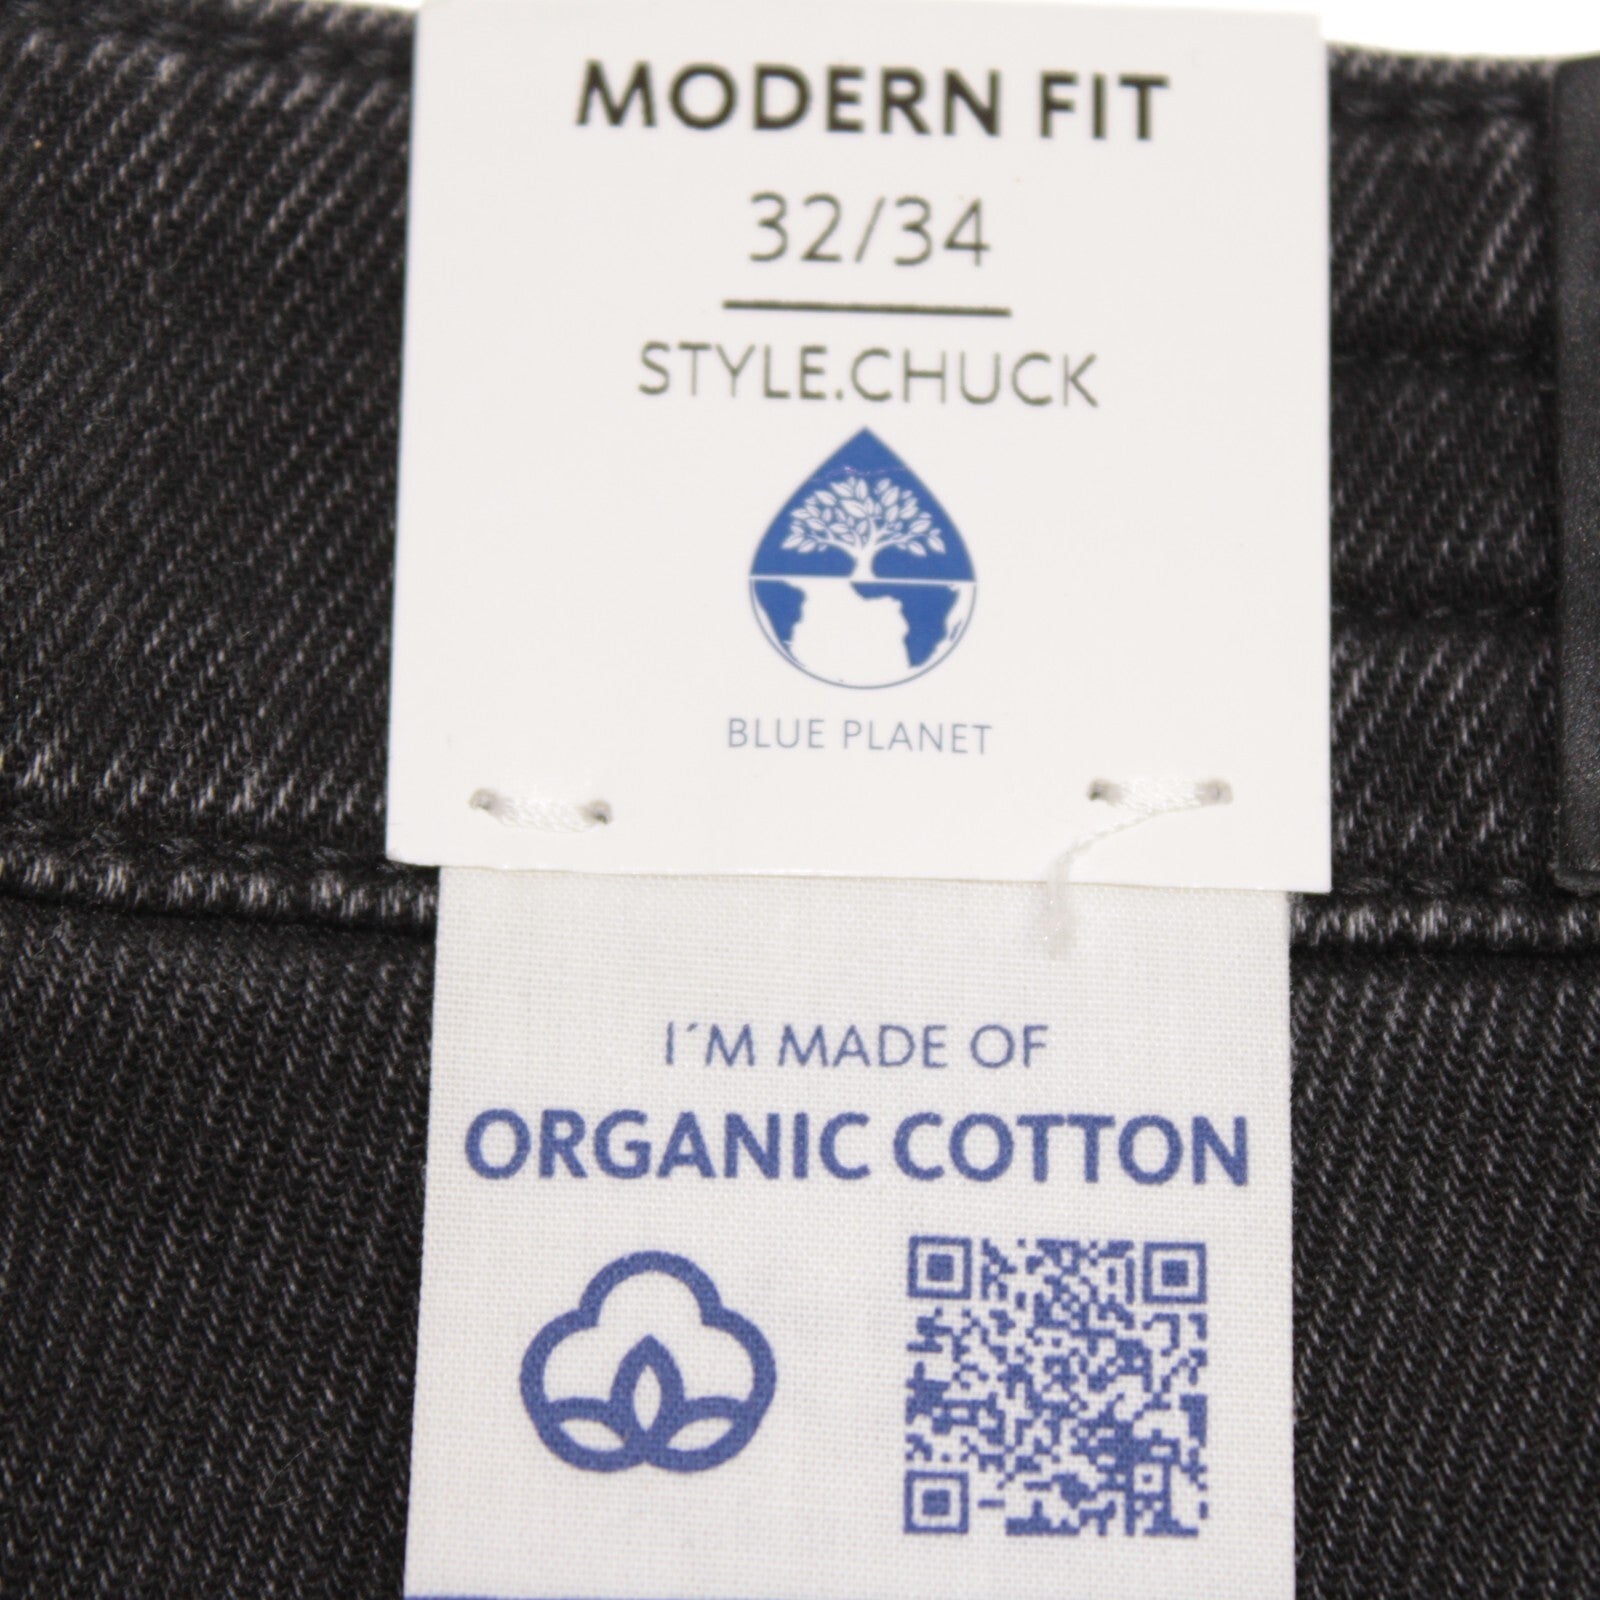 MODERN FIT
32/34
STYLE.CHUCK
BLUE PLANET
I´M MADE OF
ORGANIC COTTON